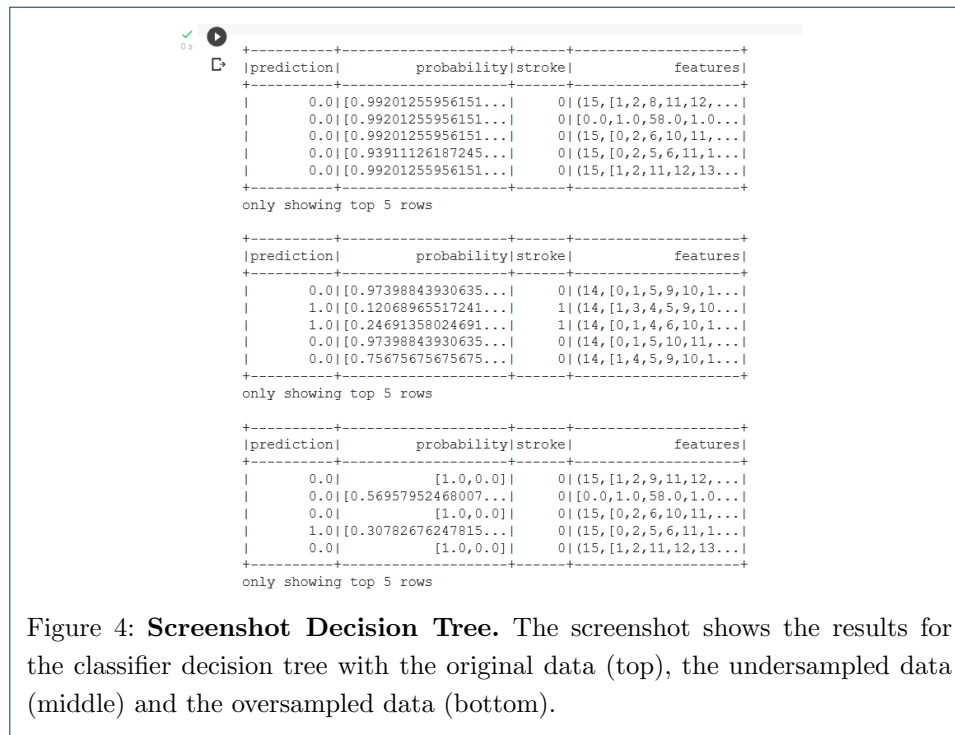 0 s
+----------+--------------------+------+--------------------+
|prediction|         probability|stroke|            features|
+----------+--------------------+------+--------------------+
|       0.0|[0.99201255956151...|     0|(15,[1,2,8,11,12,...|
|       0.0|[0.99201255956151...|     0|[0.0,1.0,58.0,1.0...|
|       0.0|[0.99201255956151...|     0|(15,[0,2,6,10,11,...|
|       0.0|[0.93911126187245...|     0|(15,[0,2,5,6,11,1...|
|       0.0|[0.99201255956151...|     0|(15,[1,2,11,12,13...|
+----------+--------------------+------+--------------------+
only showing top 5 rows
+----------+--------------------+------+--------------------+
|prediction|         probability|stroke|            features|
+----------+--------------------+------+--------------------+
|       0.0|[0.97398843930635...|     0|(14,[0,1,5,9,10,1...|
|       1.0|[0.12068965517241...|     1|(14,[1,3,4,5,9,10...|
|       1.0|[0.24691358024691...|     1|(14,[0,1,4,6,10,1...|
|       0.0|[0.97398843930635...|     0|(14,[0,1,5,10,11,...|
|       0.0|[0.75675675675675...|     0|(14,[1,4,5,9,10,1...|
+----------+--------------------+------+--------------------+
only showing top 5 rows
+----------+--------------------+------+--------------------+
|prediction|         probability|stroke|            features|
+----------+--------------------+------+--------------------+
|       0.0|           [1.0,0.0]|     0|(15,[1,2,9,11,12,...|
|       0.0|[0.56957952468007...|     0|[0.0,1.0,58.0,1.0...|
|       0.0|           [1.0,0.0]|     0|(15,[0,2,6,10,11,...|
|       1.0|[0.30782676247815...|     0|(15,[0,2,5,6,11,1...|
|       0.0|           [1.0,0.0]|     0|(15,[1,2,11,12,13...|
+----------+--------------------+------+--------------------+
only showing top 5 rows
Figure 4: Screenshot Decision Tree. The screenshot shows the results for
the classifier decision tree with the original data (top), the undersampled data
(middle) and the oversampled data (bottom).